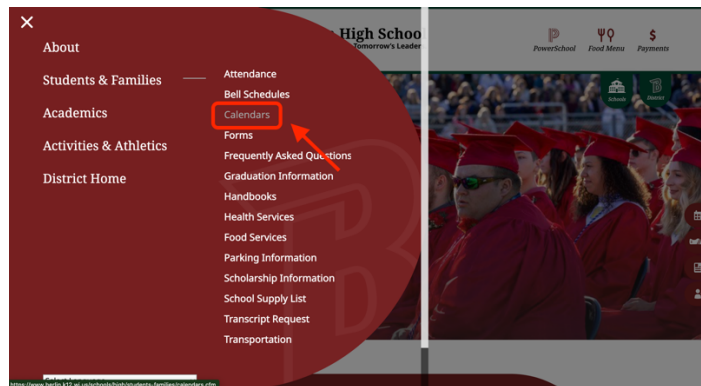 High Schoo
Tomorrow's Leader
PowerSchool
Food Menu
$
Payments
Schools
District
About
Students & Families
Academics
Activities & Athletics
District Home
Attendance
Bell Schedules
Calendars
Forms
Frequently Asked Questions
Graduation Information
Handbooks
Health Services
Food Services
Parking Information
Scholarship Information
School Supply List
Transcript Request
Transportation
https://www.berlin.k12.wi.us/schools/high/students-families/calendars.cfm